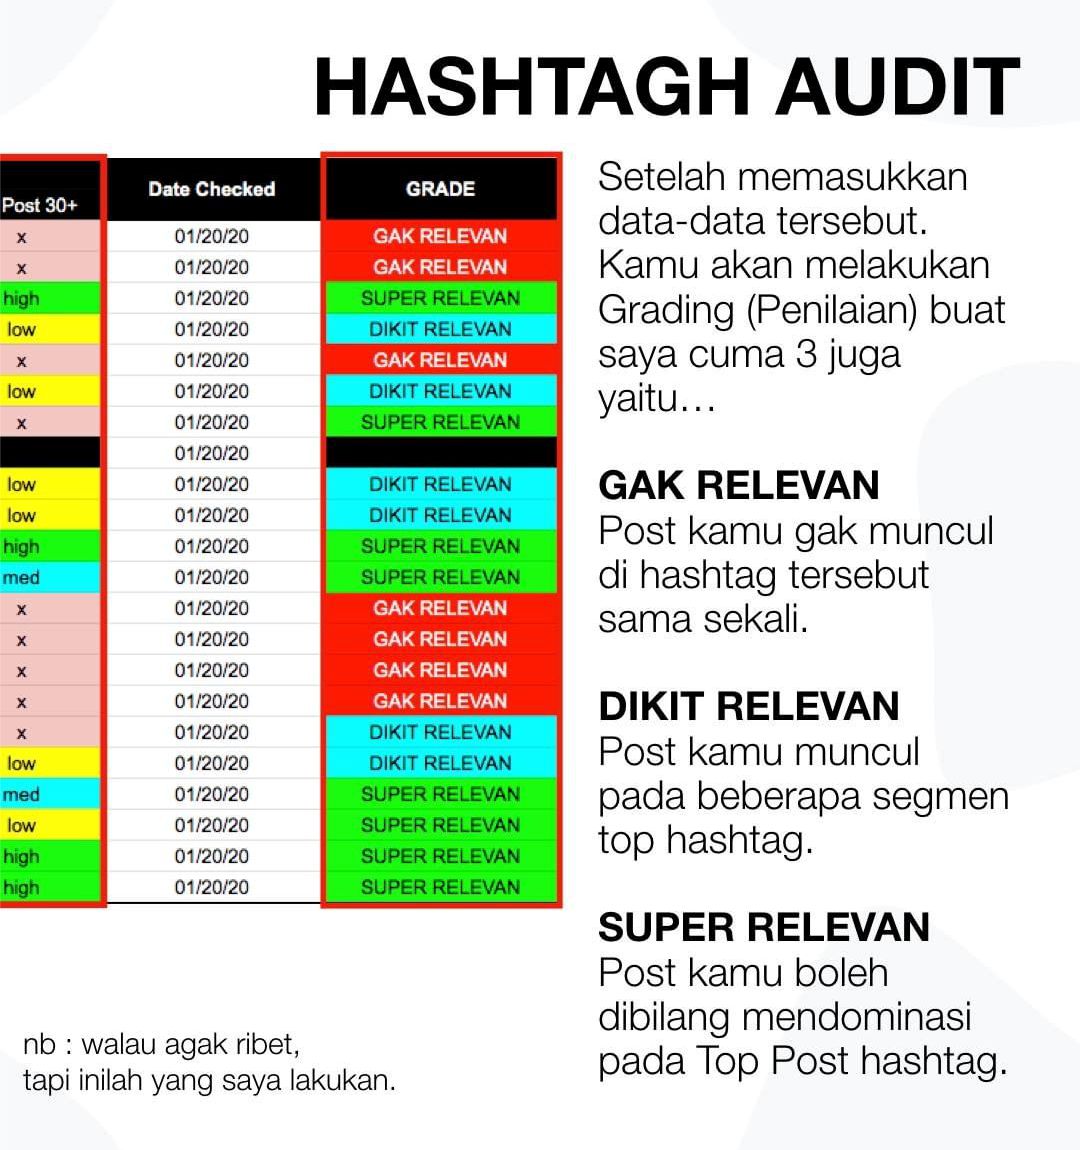 HASHTAGH AUDIT
Post 30+ Date Checked GRADE
x 01/20/20 GAK RELEVAN
x 01/20/20 GAK RELEVAN
high 01/20/20 SUPER RELEVAN
low 01/20/20 DIKIT RELEVAN
x 01/20/20 GAK RELEVAN
low 01/20/20 DIKIT RELEVAN
x 01/20/20 SUPER RELEVAN
01/20/20
low 01/20/20 DIKIT RELEVAN
low 01/20/20 DIKIT RELEVAN
high 01/20/20 SUPER RELEVAN
med 01/20/20 SUPER RELEVAN
x 01/20/20 GAK RELEVAN
x 01/20/20 GAK RELEVAN
x 01/20/20 GAK RELEVAN
x 01/20/20 GAK RELEVAN
x 01/20/20 DIKIT RELEVAN
low 01/20/20 DIKIT RELEVAN
med 01/20/20 SUPER RELEVAN
low 01/20/20 SUPER RELEVAN
high 01/20/20 SUPER RELEVAN
high 01/20/20 SUPER RELEVAN
Setelah memasukkan
data-data tersebut.
Kamu akan melakukan
Grading (Penilaian) buat
saya cuma 3 juga
yaitu...
GAK RELEVAN
Post kamu gak muncul
di hashtag tersebut
sama sekali.
DIKIT RELEVAN
Post kamu muncul
pada beberapa segmen
top hashtag.
SUPER RELEVAN
Post kamu boleh
dibilang mendominasi
pada Top Post hashtag.
nb : walau agak ribet,
tapi inilah yang saya lakukan.